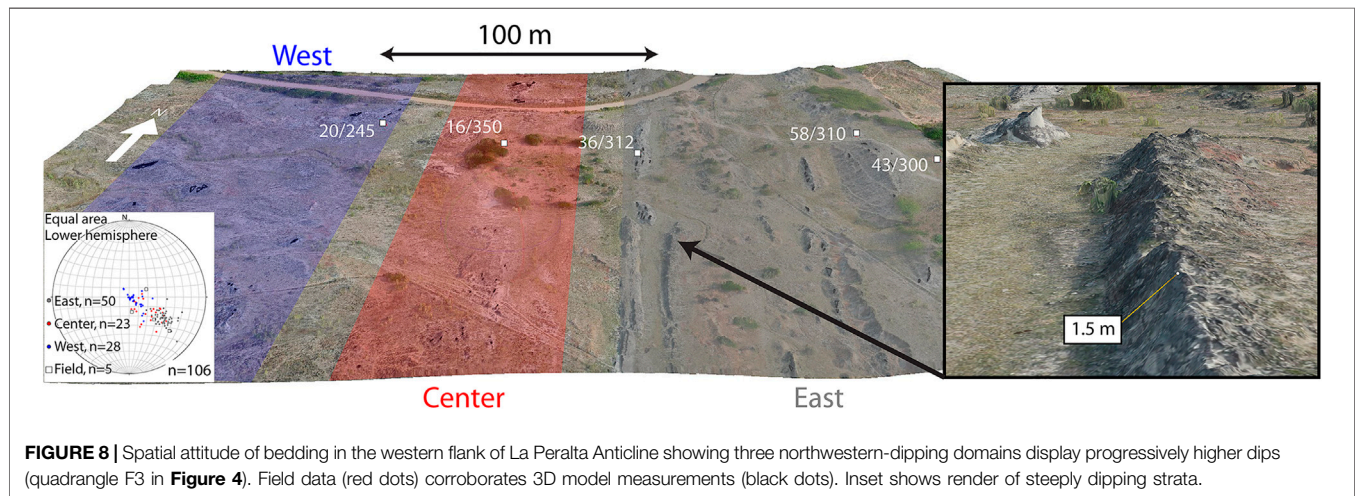 100 m
West
N
20/245
16/350
36/312
58/310
43/300
Equal area
Lower hemisphere
N
East, n=50
Center, n=23
West, n=28
Field, n=5
n=106
1.5 m
Center
East
FIGURE 8 | Spatial attitude of bedding in the western flank of La Peralta Anticline showing three northwestern-dipping domains display progressively higher dips
(quadrangle F3 in Figure 4). Field data (red dots) corroborates 3D model measurements (black dots). Inset shows render of steeply dipping strata.